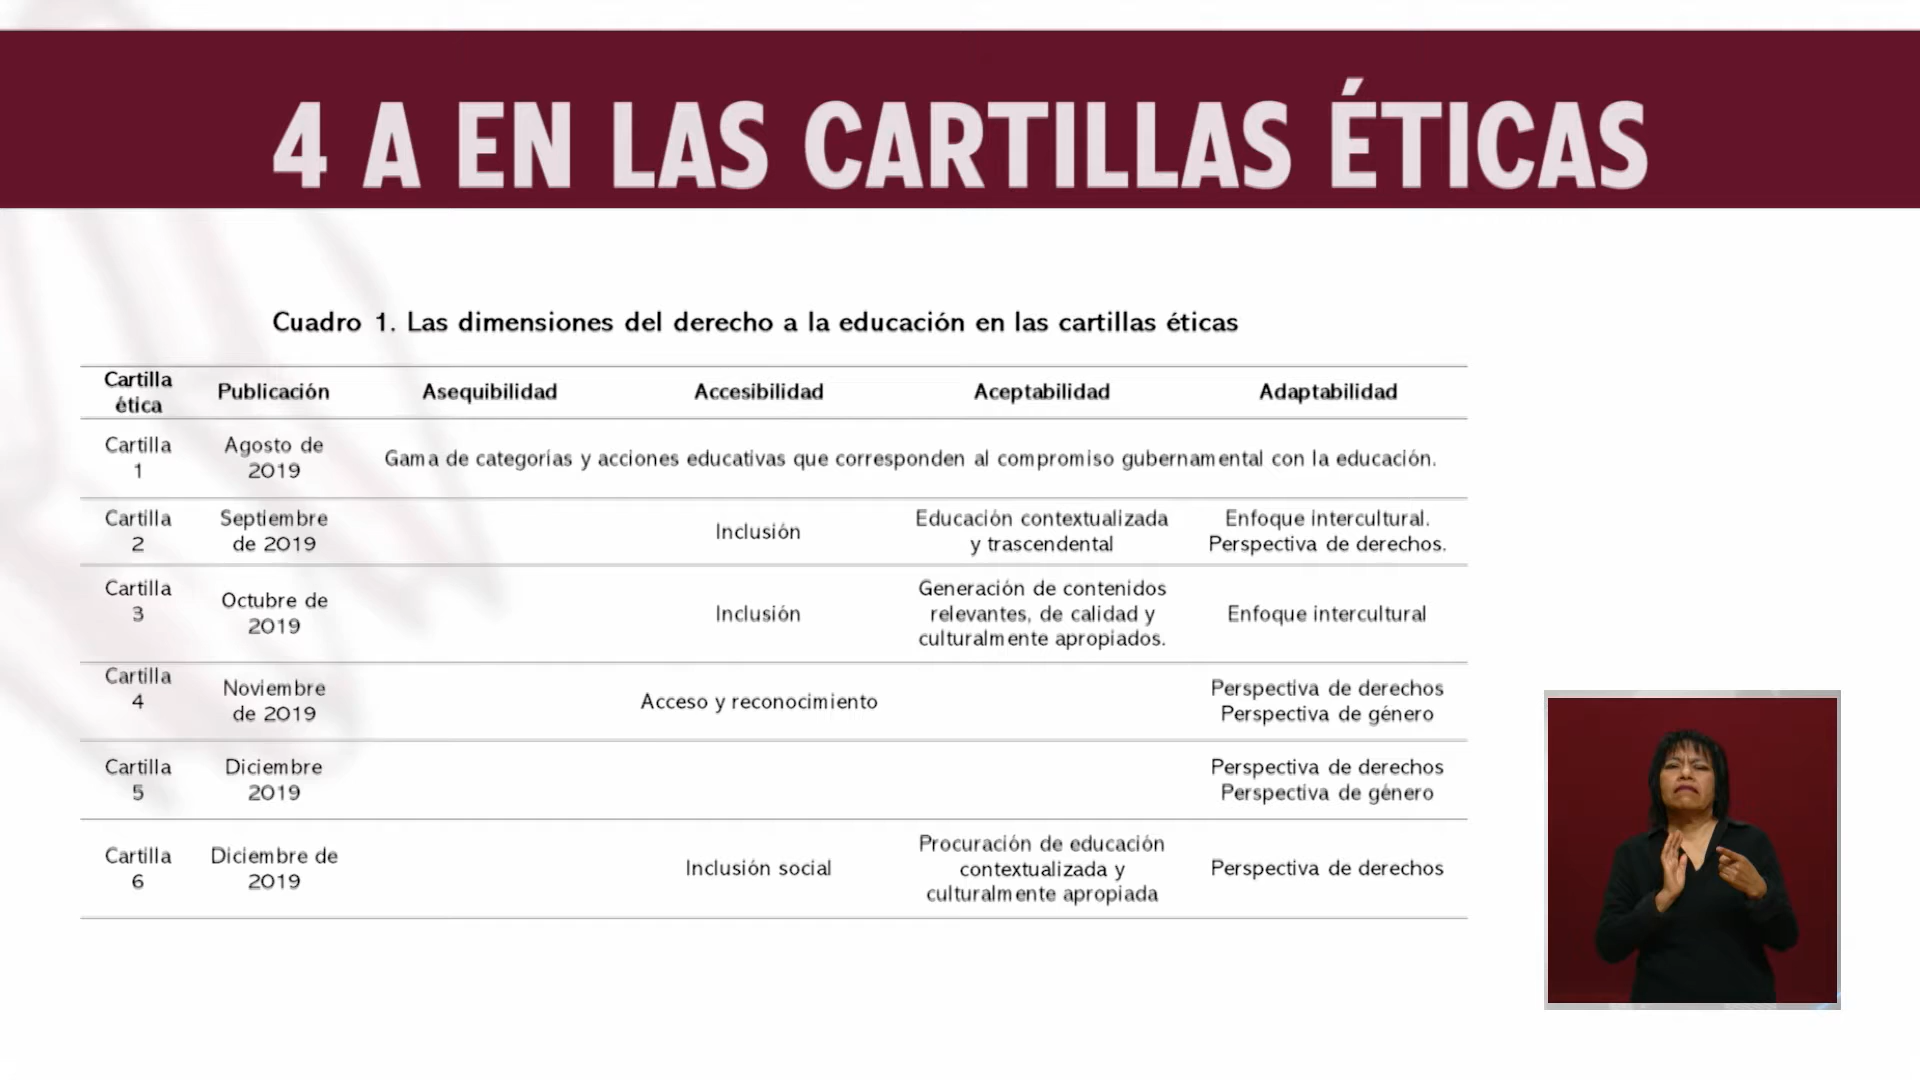 4 A EN LAS CARTILLAS ÉTICAS
Cuadro 1. Las dimensiones del derecho a la educación en las cartillas éticas
Cartilla ética Publicación Asequibilidad Accesibilidad Aceptabilidad Adaptabilidad
Cartilla 1 Agosto de 2019 Gama de categorías y acciones educativas que corresponden al compromiso gubernamental con la educación.
Cartilla 2 Septiembre de 2019 Inclusión Educación contextualizada y trascendental Enfoque intercultural. Perspectiva de derechos.
Cartilla 3 Octubre de 2019 Inclusión Generación de contenidos relevantes, de calidad y culturalmente apropiados. Enfoque intercultural
Cartilla 4 Noviembre de 2019 Acceso y reconocimiento Perspectiva de derechos Perspectiva de género
Cartilla 5 Diciembre 2019 Perspectiva de derechos Perspectiva de género
Cartilla 6 Diciembre de 2019 Inclusión social Procuración de educación contextualizada y culturalmente apropiada Perspectiva de derechos